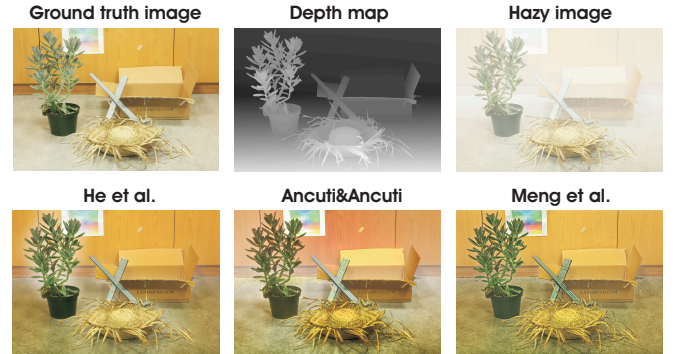 Ground truth image
Depth map
Hazy image
He et al.
Ancuti&Ancuti
Meng et al.